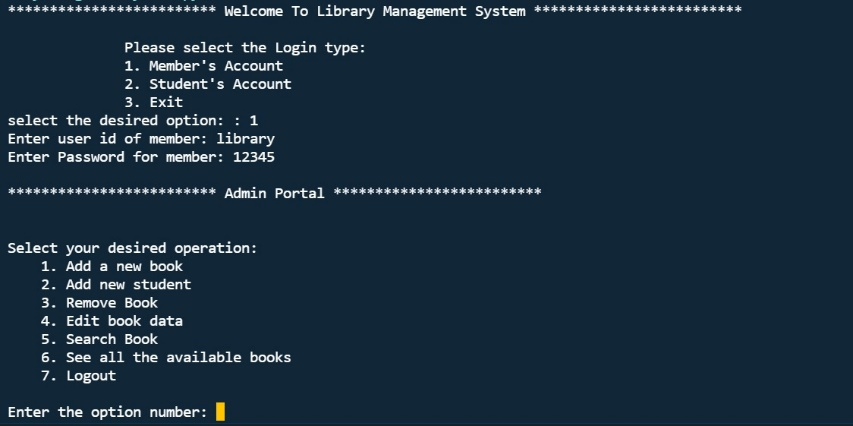 ************************* Welcome To Library Management System *************************
Please select the Login type:
1. Member's Account
2. Student's Account
3. Exit
select the desired option: : 1
Enter user id of member: library
Enter Password for member: 12345
************************* Admin Portal *************************
Select your desired operation:
1. Add a new book
2. Add new student
3. Remove Book
4. Edit book data
5. Search Book
6. See all the available books
7. Logout
Enter the option number: